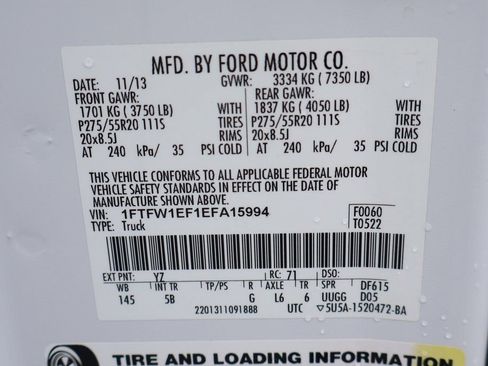 MFD. BY FORD MOTOR CO.
DATE: 11/13 GVWR: 3334 KG ( 7350 LB)
FRONT GAWR: REAR GAWR:
1701 KG ( 3750 LB) WITH 1837 KG ( 4050 LB) WITH
P275/55R20 111S TIRES P275/55R20 111S TIRES
20x8.5J RIMS 20x8.5J RIMS
AT 240 kPa/ 35 PSI COLD AT 240 kPa/ 35 PSI COLD
THIS VEHICLE CONFORMS TO ALL APPLICABLE FEDERAL MOTOR
VEHICLE SAFETY STANDARDS IN EFFECT ON THE DATE OF
MANUFACTURE SHOWN ABOVE.
VIN: 1FTFW1EF1EFA15994 F0060
TYPE: Truck T0522
EXT PNT: YZ RC: 71 DSO:
WB INT TR TP/PS R AXLE TR SPR DF615
145 5B G L6 6 UUGG D05
2201311091888 UTC ▽5U5A-1520472-BA
TIRE AND LOADING INFORMATION